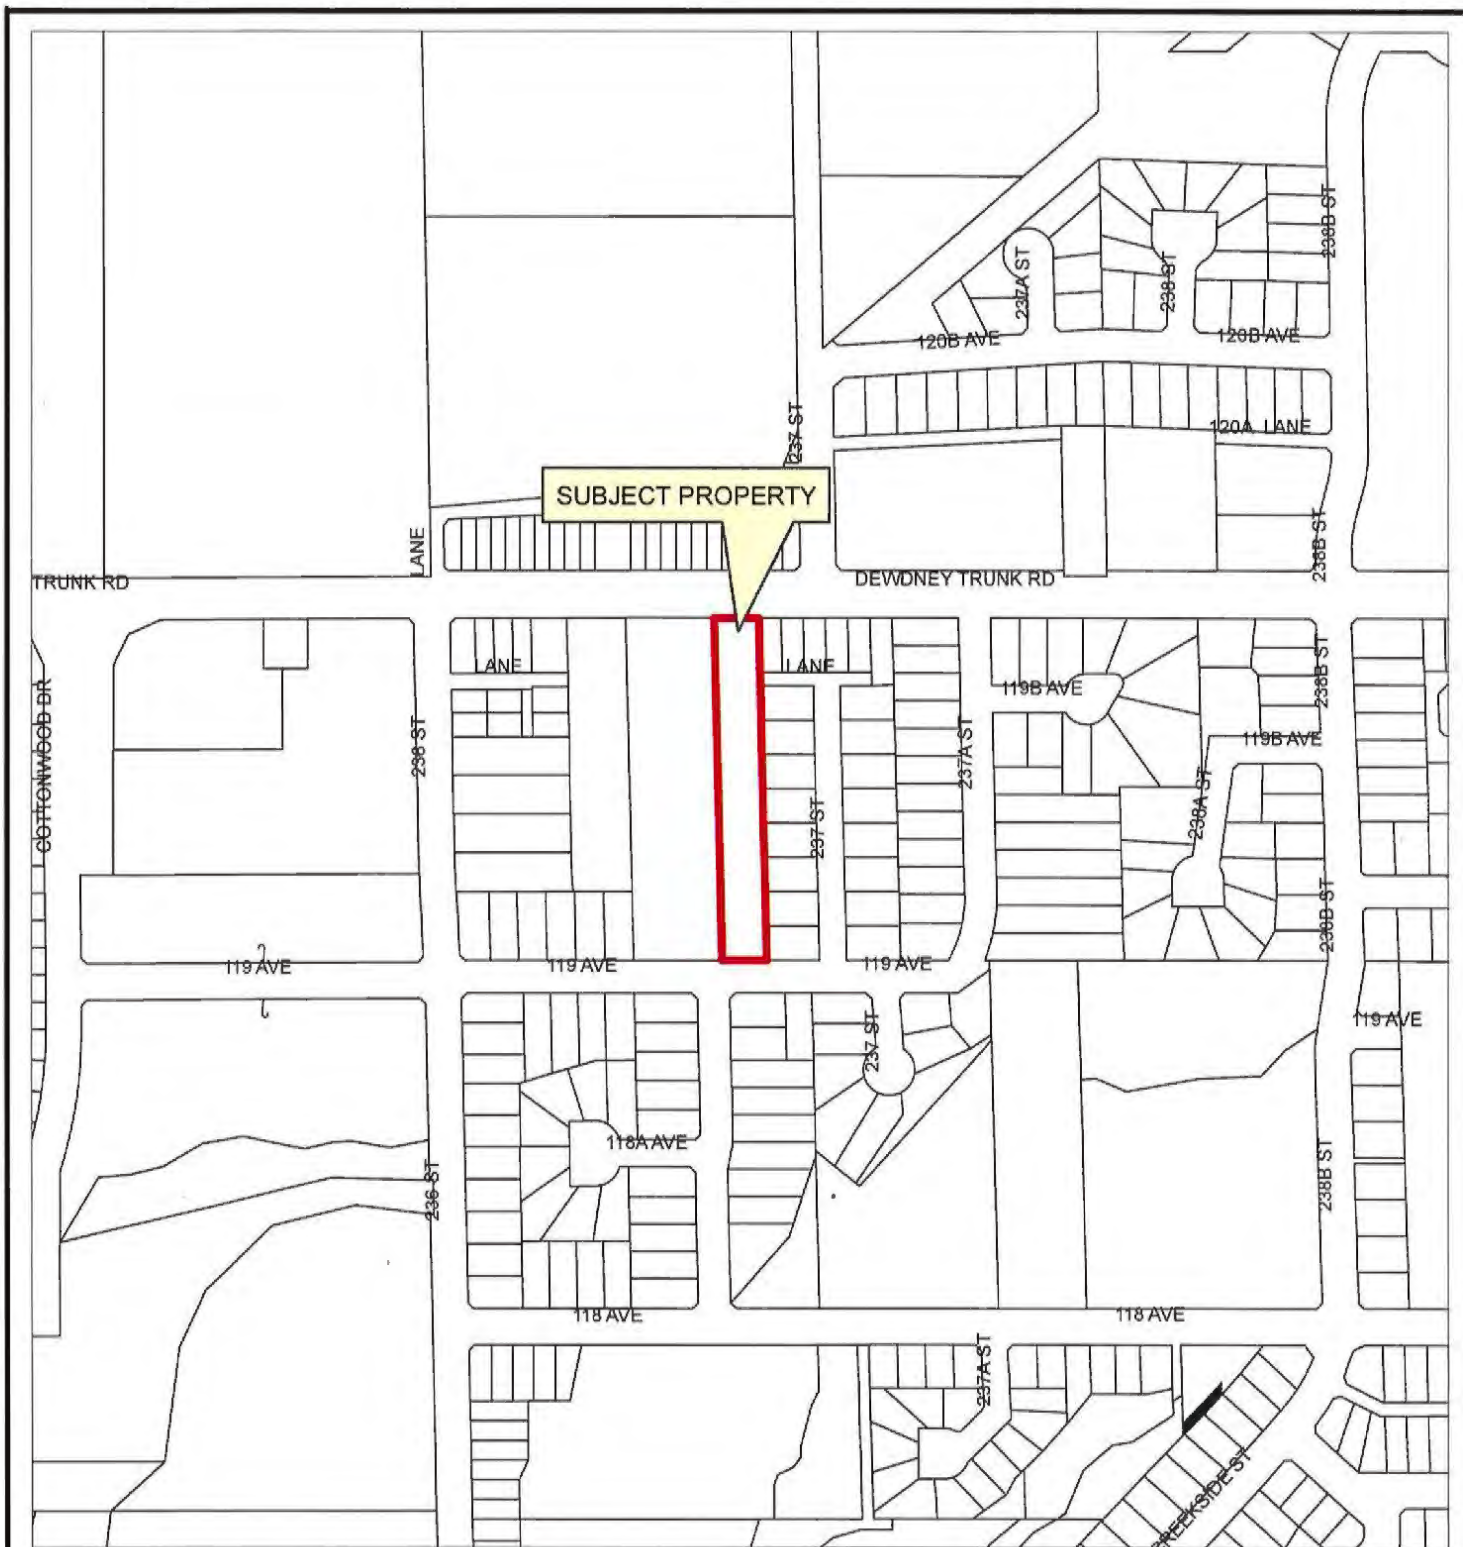 238B ST
237A ST
238 ST
120B AVE
120B AVE
237 ST
120A LANE
SUBJECT PROPERTY
LANE
238B ST
TRUNK RD
DEWDNEY TRUNK RD
LANE
LANE
238B ST
119B AVE
COTTONWOOD DR
236 ST
237A ST
119B AVE
238A ST
237 ST
238B ST
119 AVE
119 AVE
119 AVE
237 ST
119 AVE
118A AVE
236 ST
238B ST
118 AVE
118 AVE
237A ST
CREEKSIDE ST